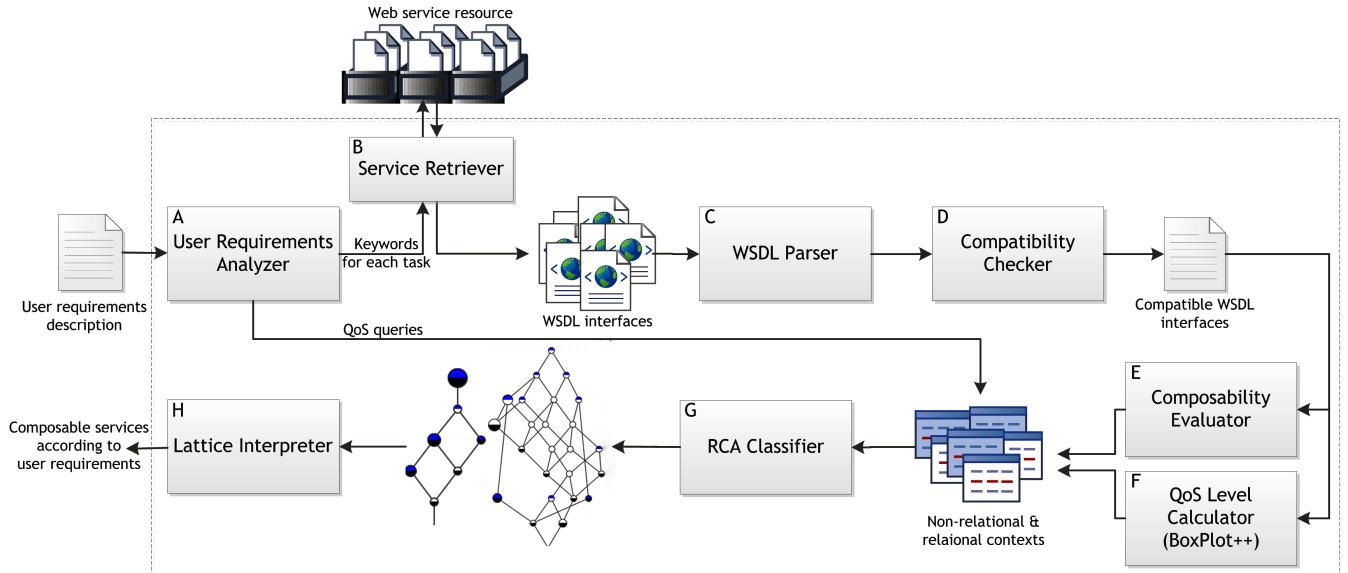 Web service resource
B
Service Retriever
A
User Requirements
Analyzer
Keywords
for each task
C
WSDL Parser
D
Compatibility
Checker
User requirements
description
WSDL interfaces
Compatible WSDL
interfaces
QoS queries
E
Composability
Evaluator
H
Lattice Interpreter
G
RCA Classifier
Composable services
according to
user requirements
F
QoS Level
Calculator
(BoxPlot++)
Non-relational &
relaional contexts